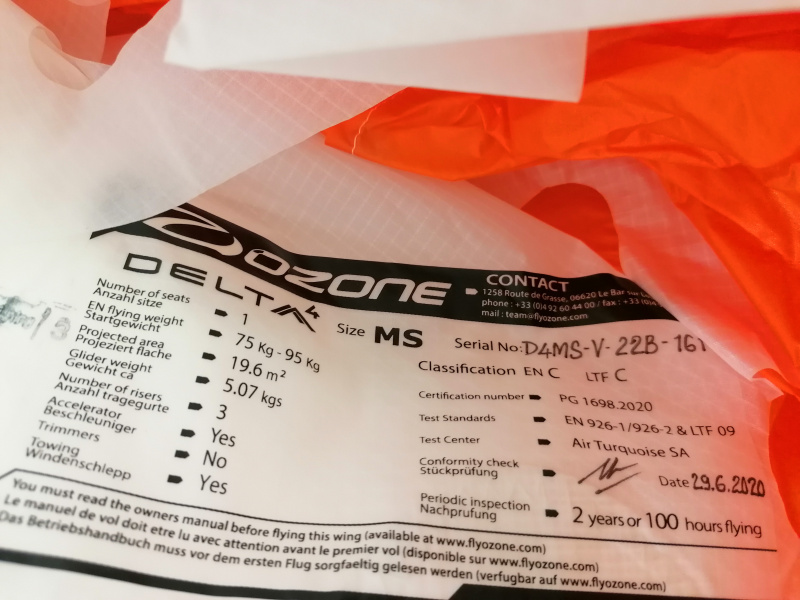 OZONE
DELTA 4
Size MS
Number of seats
Anzahl sitze
1
EN flying weight
Startgewicht
75 Kg - 95 Kg
Projected area
Projeziert flache
19.6 m²
Glider weight
Gewicht ca
5.07 kgs
Number of risers
Anzahl tragegurte
3
Accelerator
Beschleuniger
Yes
Trimmers
No
Towing
Windenschlepp
Yes
CONTACT
1258 Route de Grasse, 06620 Le Bar sur
phone : +33 (0)4 92 60 44 00 / fax : +33 (0)4
mail : team@flyozone.com
Serial No: D4MS-V-22B-161
Classification EN C LTF C
Certification number PG 1698.2020
Test Standards EN 926-1/926-2 & LTF 09
Test Center Air Turquoise SA
Conformity check
Stückprüfung
Date 29.6.2020
Periodic inspection
Nachprufung
2 years or 100 hours flying
You must read the owners manual before flying this wing (available at www.flyozone.com)
Le manuel de vol doit etre lu avec attention avant le premier vol (disponible sur www.flyozone.com)
Das Betriebshandbuch muss vor dem ersten Flug sorgfaeltig gelesen werden (verfugbar auf www.flyozone.com)